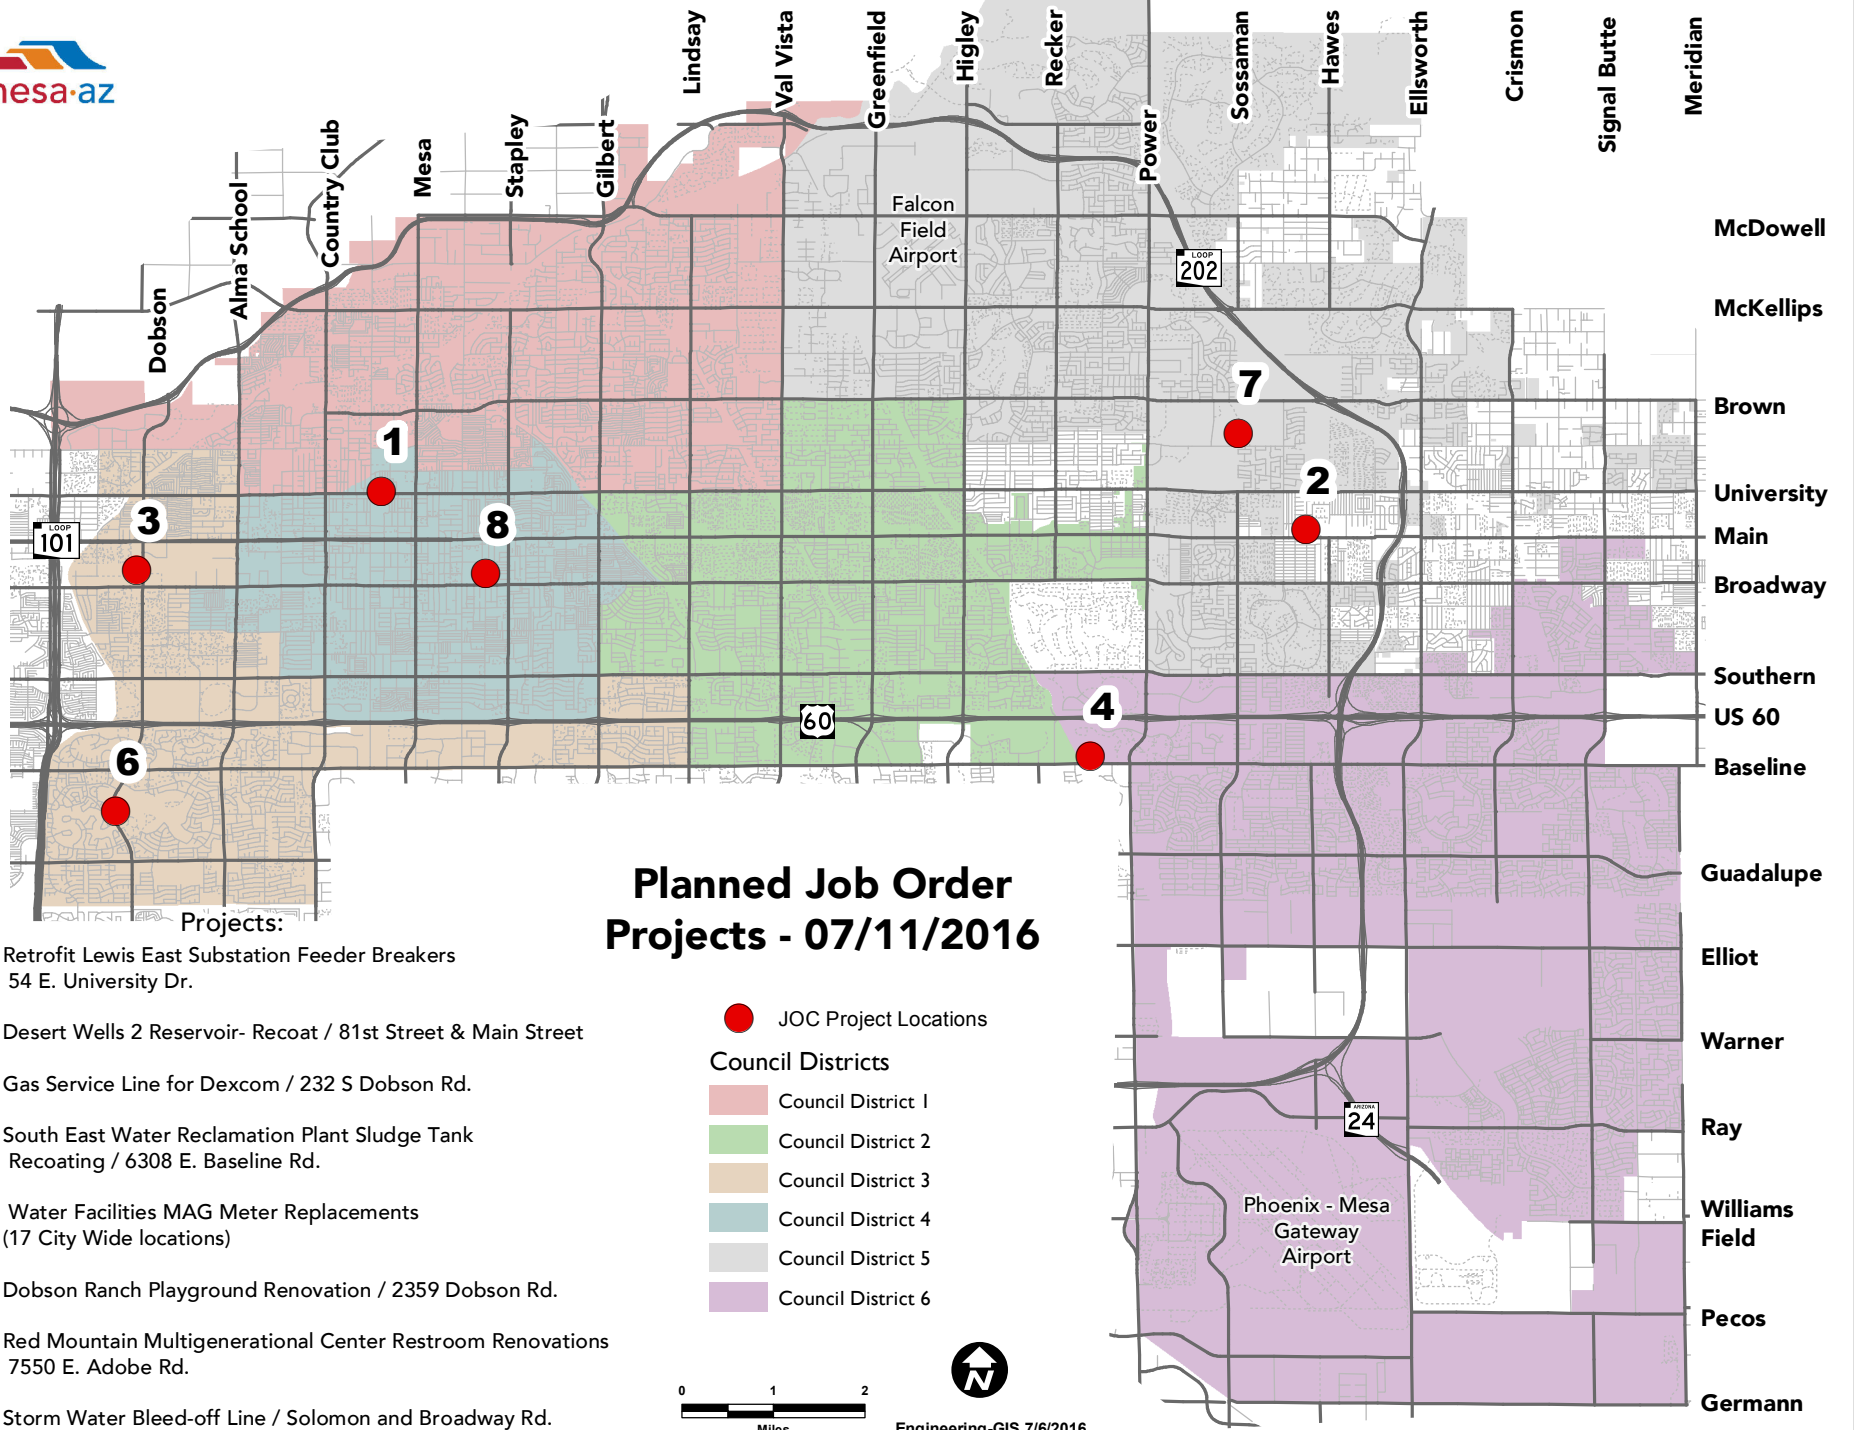 mesa·az
Lindsay
Val Vista
Greenfield
Higley
Recker
Power
Sossaman
Hawes
Ellsworth
Crismon
Signal Butte
Meridian
Dobson
Alma School
Country Club
Mesa
Stapley
Gilbert
Falcon
Field
Airport
LOOP
202
McDowell
McKellips
Brown
University
Main
Broadway
Southern
US 60
Baseline
Guadalupe
Elliot
Warner
Ray
Williams
Field
Pecos
Germann
7
1
2
3
8
LOOP
101
4
60
6
ARIZONA
24
Phoenix - Mesa
Gateway
Airport
Planned Job Order
Projects - 07/11/2016
Projects:
Retrofit Lewis East Substation Feeder Breakers
54 E. University Dr.
Desert Wells 2 Reservoir- Recoat / 81st Street & Main Street
Gas Service Line for Dexcom / 232 S Dobson Rd.
South East Water Reclamation Plant Sludge Tank
Recoating / 6308 E. Baseline Rd.
Water Facilities MAG Meter Replacements
(17 City Wide locations)
Dobson Ranch Playground Renovation / 2359 Dobson Rd.
Red Mountain Multigenerational Center Restroom Renovations
7550 E. Adobe Rd.
Storm Water Bleed-off Line / Solomon and Broadway Rd.
JOC Project Locations
Council Districts
Council District 1
Council District 2
Council District 3
Council District 4
Council District 5
Council District 6
0 1 2
Miles
N
Engineering-GIS 7/6/2016